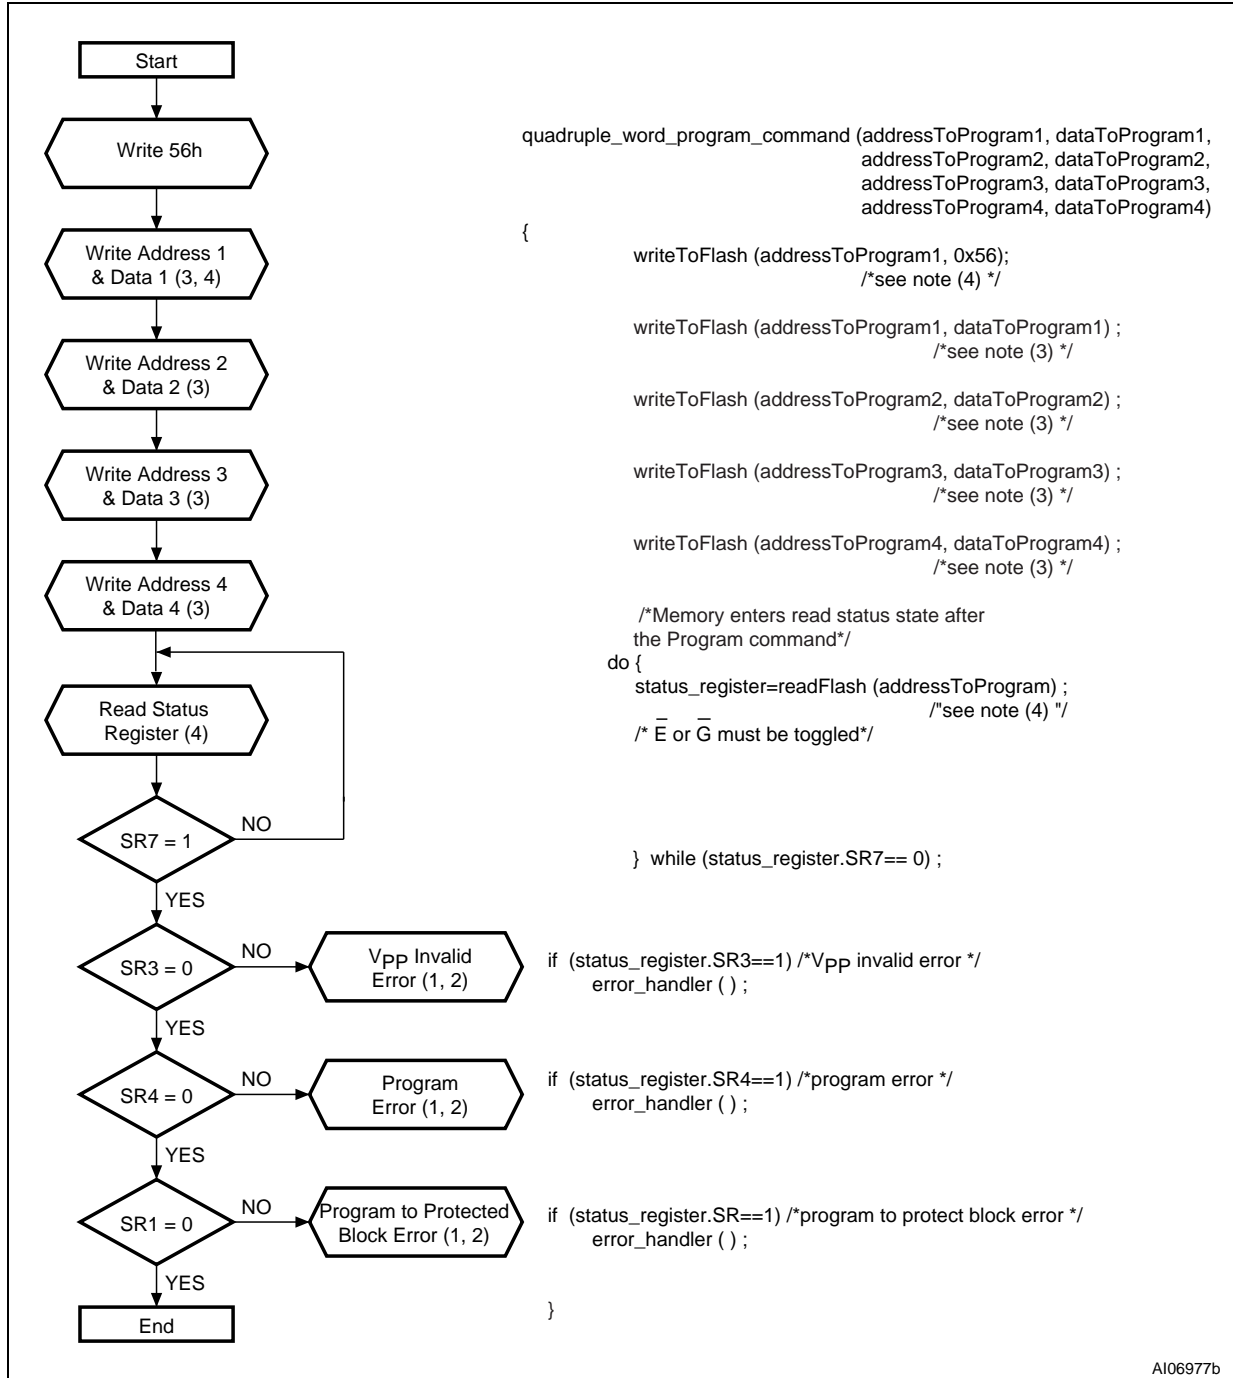 Start
Write 56h
Write Address 1
& Data 1 (3, 4)
Write Address 2
& Data 2 (3)
Write Address 3
& Data 3 (3)
Write Address 4
& Data 4 (3)
Read Status
Register (4)
SR7 = 1
NO
YES
SR3 = 0
NO
VPP Invalid
Error (1, 2)
YES
SR4 = 0
NO
Program
Error (1, 2)
YES
SR1 = 0
NO
Program to Protected
Block Error (1, 2)
YES
End
quadruple_word_program_command (addressToProgram1, dataToProgram1,
addressToProgram2, dataToProgram2,
addressToProgram3, dataToProgram3,
addressToProgram4, dataToProgram4)
{
writeToFlash (addressToProgram1, 0x56);
/*see note (4) */
writeToFlash (addressToProgram1, dataToProgram1) ;
/*see note (3) */
writeToFlash (addressToProgram2, dataToProgram2) ;
/*see note (3) */
writeToFlash (addressToProgram3, dataToProgram3) ;
/*see note (3) */
writeToFlash (addressToProgram4, dataToProgram4) ;
/*see note (3) */
/*Memory enters read status state after
the Program command*/
do {
status_register=readFlash (addressToProgram) ;
/"see note (4) "/
/* E̅ or G̅ must be toggled*/
} while (status_register.SR7== 0) ;
if (status_register.SR3==1) /*VPP invalid error */
error_handler ( ) ;
if (status_register.SR4==1) /*program error */
error_handler ( ) ;
if (status_register.SR==1) /*program to protect block error */
error_handler ( ) ;
}
AI06977b